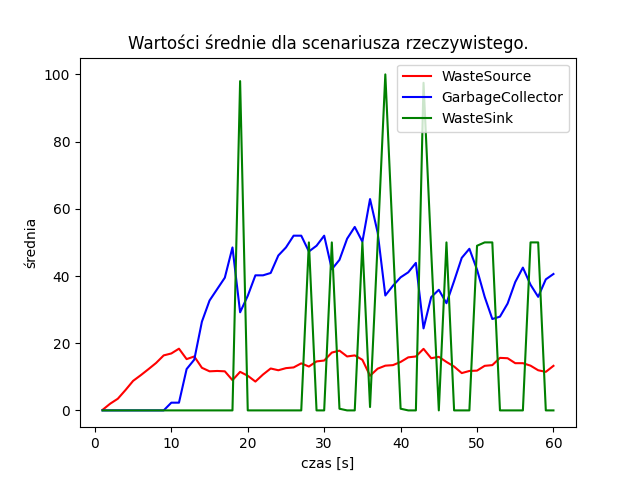 Wartości średnie dla scenariusza rzeczywistego.
WasteSource
GarbageCollector
WasteSink
średnia
100
80
60
40
20
0
0 10 20 30 40 50 60
czas [s]